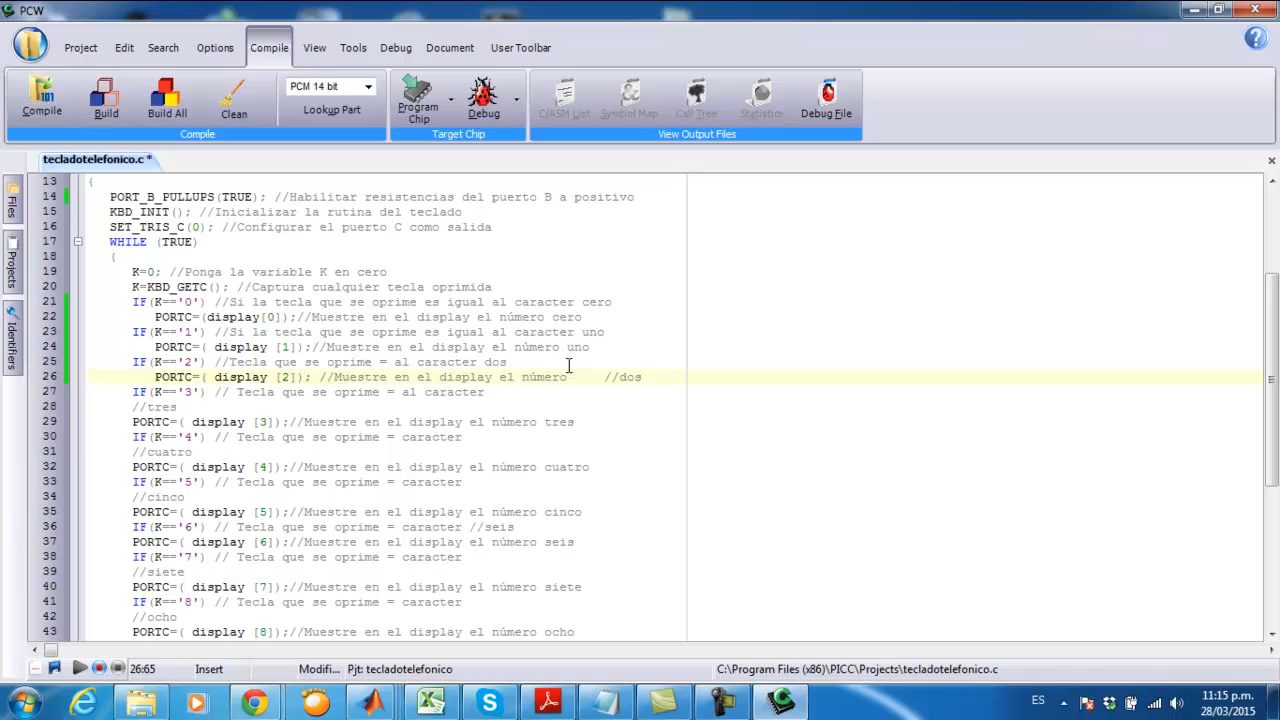 PCW
Project Edit Search Options Compile View Tools Debug Document User Toolbar
PCM 14 bit
Compile Build Build All Clean Lookup Part Program Chip Debug C/ASM List Symbol Map Call Tree Statistics Debug File
Compile Target Chip View Output Files
tecladotelefonico.c *
Files
Projects
Identifiers
13 {
14 PORT_B_PULLUPS(TRUE); //Habilitar resistencias del puerto B a positivo
15 KBD_INIT(); //Inicializar la rutina del teclado
16 SET_TRIS_C(0); //Configurar el puerto C como salida
17 WHILE (TRUE)
18 {
19 K=0; //Ponga la variable K en cero
20 K=KBD_GETC(); //Captura cualquier tecla oprimida
21 IF(K=='0') //Si la tecla que se oprime es igual al caracter cero
22 PORTC=(display[0]);//Muestre en el display el número cero
23 IF(K=='1') //Si la tecla que se oprime es igual al caracter uno
24 PORTC=( display [1]);//Muestre en el display el número uno
25 IF(K=='2') //Tecla que se oprime = al caracter dos
26 PORTC=( display [2]); //Muestre en el display el número //dos
27 IF(K=='3') // Tecla que se oprime = al caracter
28 //tres
29 PORTC=( display [3]);//Muestre en el display el número tres
30 IF(K=='4') // Tecla que se oprime = caracter
31 //cuatro
32 PORTC=( display [4]);//Muestre en el display el número cuatro
33 IF(K=='5') // Tecla que se oprime = caracter
34 //cinco
35 PORTC=( display [5]);//Muestre en el display el número cinco
36 IF(K=='6') // Tecla que se oprime = caracter //seis
37 PORTC=( display [6]);//Muestre en el display el número seis
38 IF(K=='7') // Tecla que se oprime = caracter
39 //siete
40 PORTC=( display [7]);//Muestre en el display el número siete
41 IF(K=='8') // Tecla que se oprime = caracter
42 //ocho
43 PORTC=( display [8]);//Muestre en el display el número ocho
26:65 Insert Modifi... Pjt: tecladotelefonico C:\Program Files (x86)\PICC\Projects\tecladotelefonico.c
ES 11:15 p.m.
28/03/2015